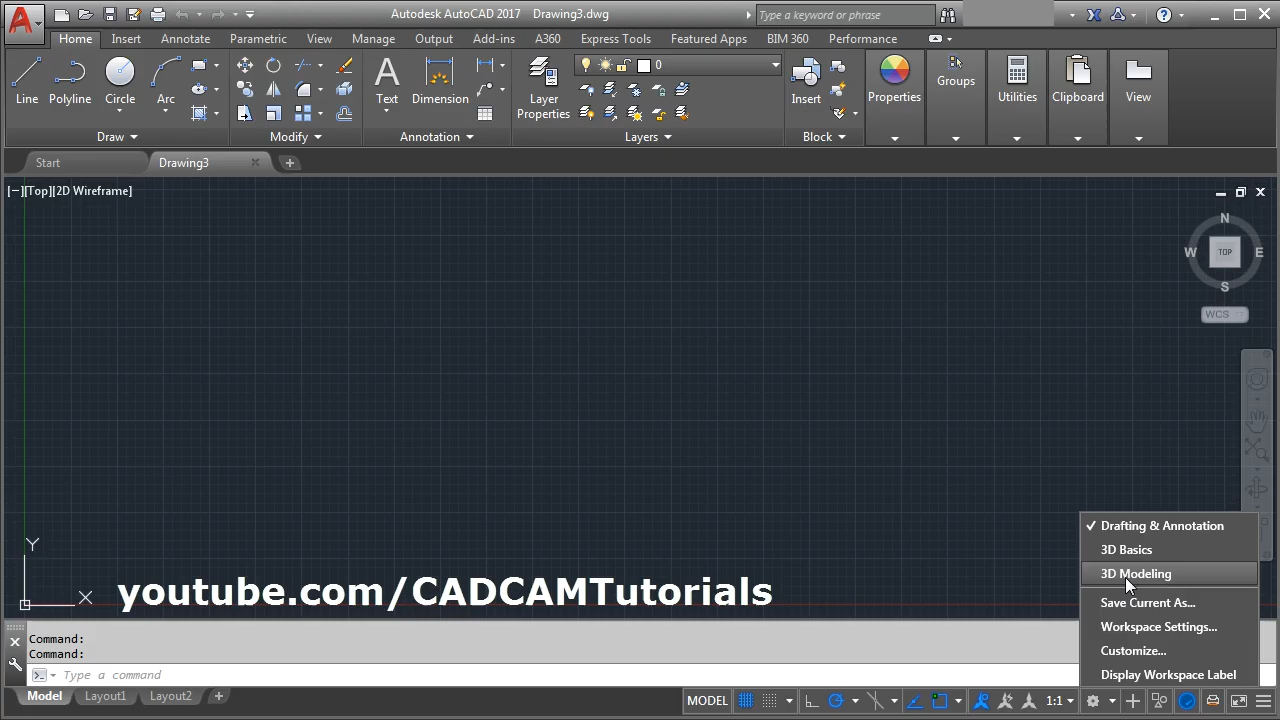 Autodesk AutoCAD 2017 Drawing3.dwg
Type a keyword or phrase
Home Insert Annotate Parametric View Manage Output Add-ins A360 Express Tools Featured Apps BIM 360 Performance
0
Line Polyline Circle Arc Text Dimension Layer Properties Insert Properties Groups Utilities Clipboard View
Draw Modify Annotation Layers Block
Start Drawing3
[−][Top][2D Wireframe]
N
W TOP E
S
WCS
Y
X
youtube.com/CADCAMTutorials
Drafting & Annotation
3D Basics
3D Modeling
Save Current As...
Workspace Settings...
Customize...
Display Workspace Label
Command:
Command:
Type a command
Model Layout1 Layout2 + MODEL 1:1